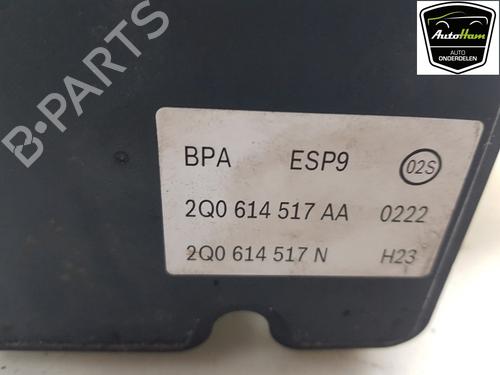 AutoHam
AUTO
ONDERDELEN
B-PARTS
BPA ESP9 02S
2Q0 614 517 AA 0222
2Q0 614 517 N H23